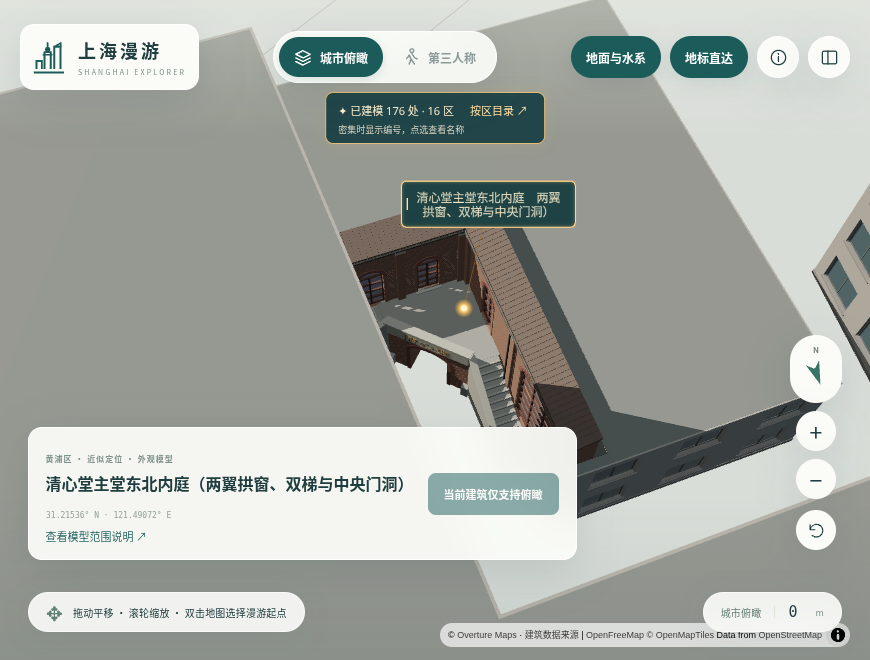 上海漫游
SHANGHAI EXPLORER
城市俯瞰
第三人称
地面与水系
地标直达
✦ 已建模 176 处 · 16 区 按区目录 ↗
密集时显示编号，点选查看名称
清心堂主堂东北内庭 两翼
拱窗、双梯与中央门洞）
N
黄浦区 · 近似定位 · 外观模型
清心堂主堂东北内庭（两翼拱窗、双梯与中央门洞）
当前建筑仅支持俯瞰
31.21536° N · 121.49072° E
查看模型范围说明 ↗
拖动平移 · 滚轮缩放 · 双击地图选择漫游起点
城市俯瞰 0 m
© Overture Maps · 建筑数据来源 | OpenFreeMap © OpenMapTiles Data from OpenStreetMap